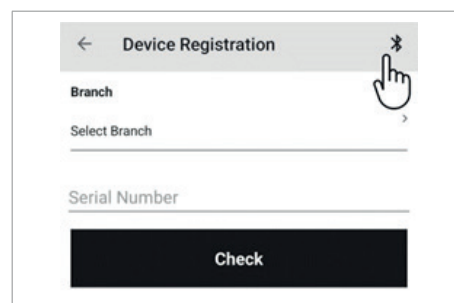 Device Registration
Branch
Select Branch
Serial Number
Check